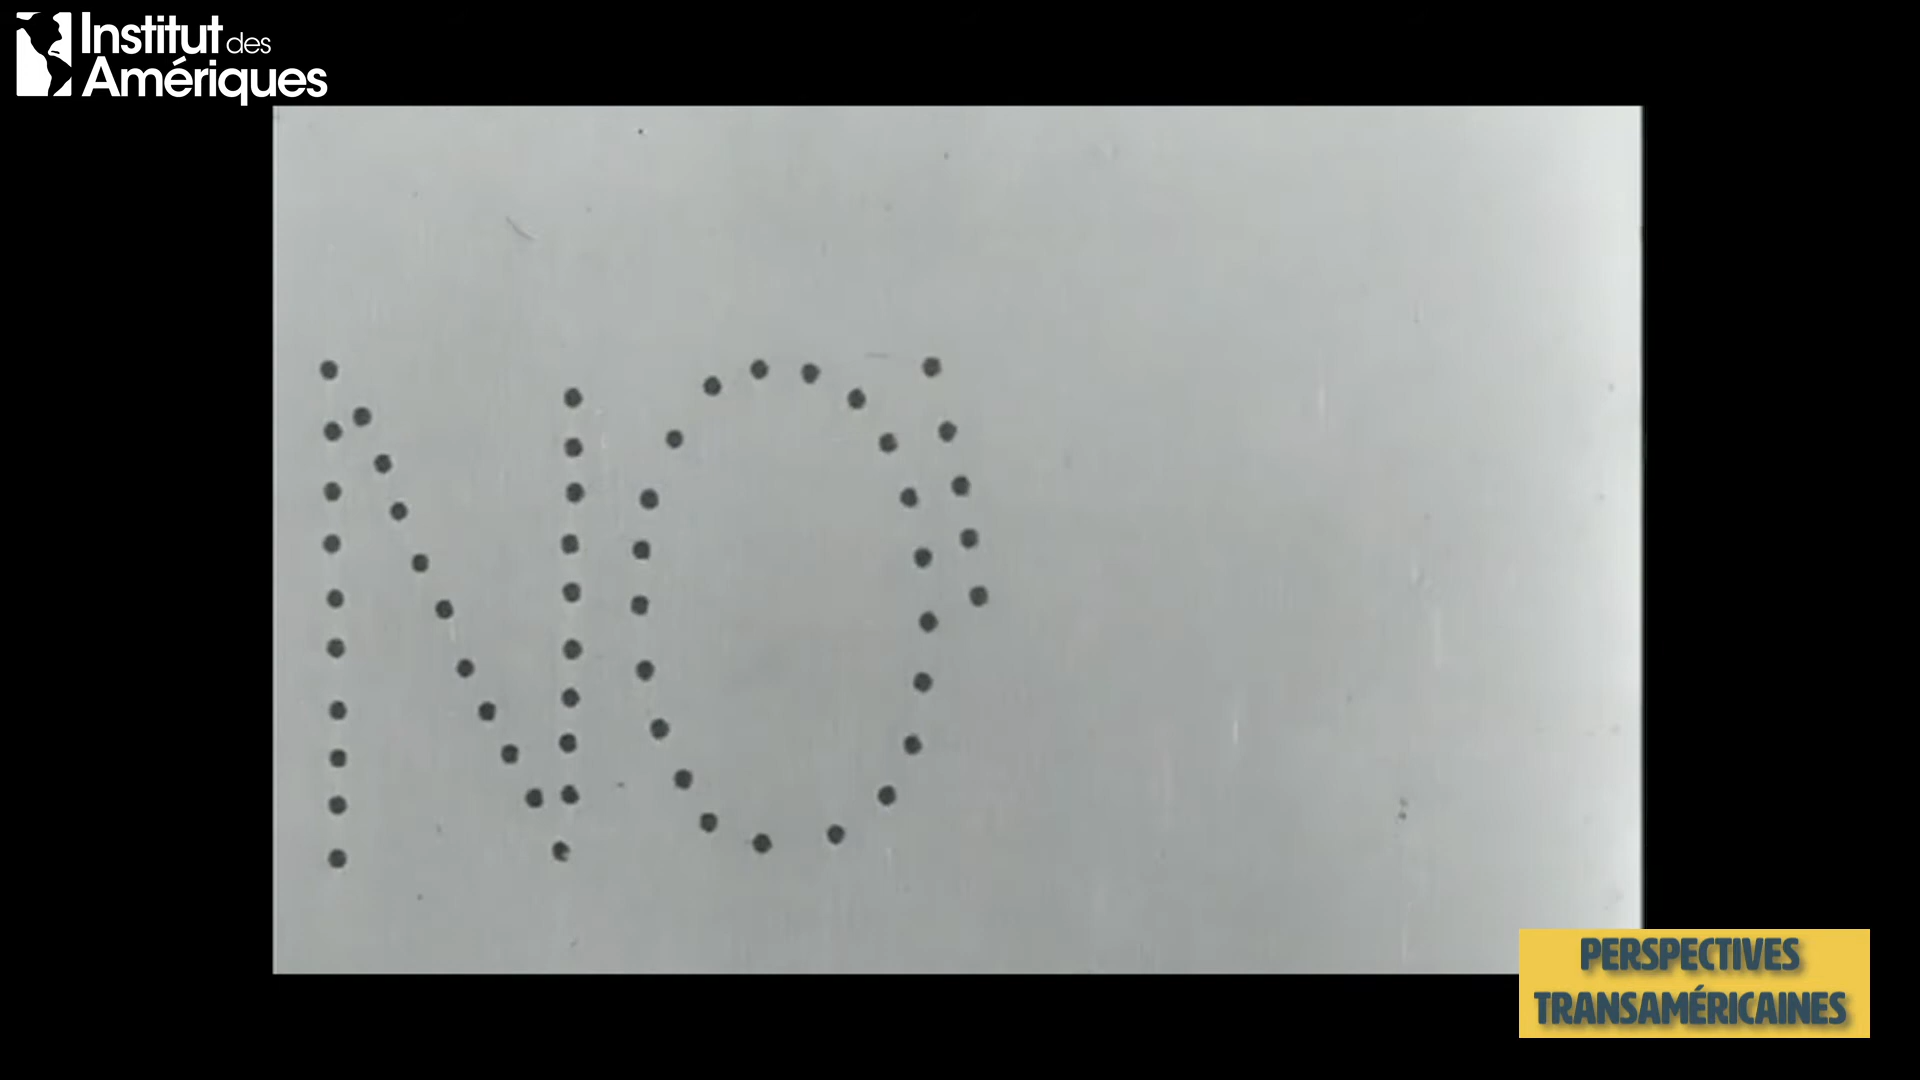 Institut des
Amériques
NO
PERSPECTIVES
TRANSAMÉRICAINES